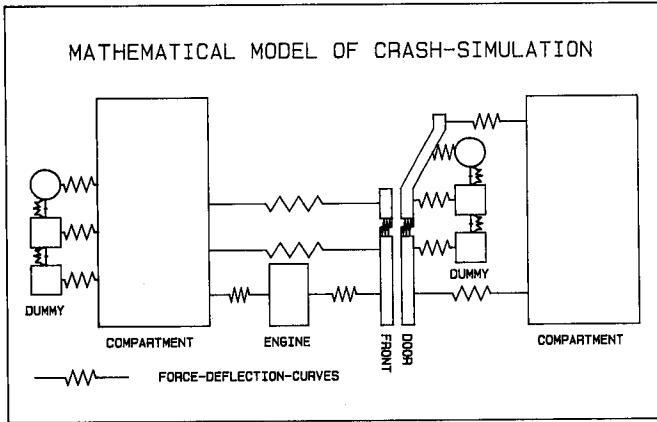 MATHEMATICAL MODEL OF CRASH-SIMULATION
DUMMY
COMPARTMENT
ENGINE
FRONT
DOOR
DUMMY
COMPARTMENT
FORCE-DEFLECTION-CURVES